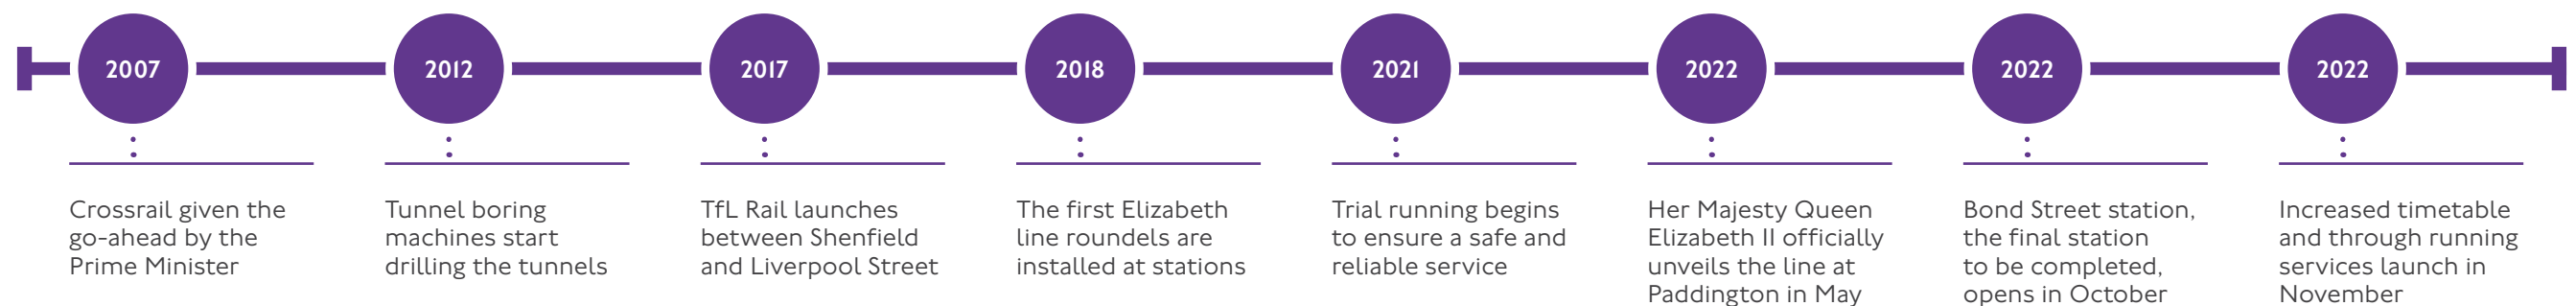 2007
Crossrail given the
go-ahead by the
Prime Minister
2012
Tunnel boring
machines start
drilling the tunnels
2017
TfL Rail launches
between Shenfield
and Liverpool Street
2018
The first Elizabeth
line roundels are
installed at stations
2021
Trial running begins
to ensure a safe and
reliable service
2022
Her Majesty Queen
Elizabeth II officially
unveils the line at
Paddington in May
2022
Bond Street station,
the final station
to be completed,
opens in October
2022
Increased timetable
and through running
services launch in
November